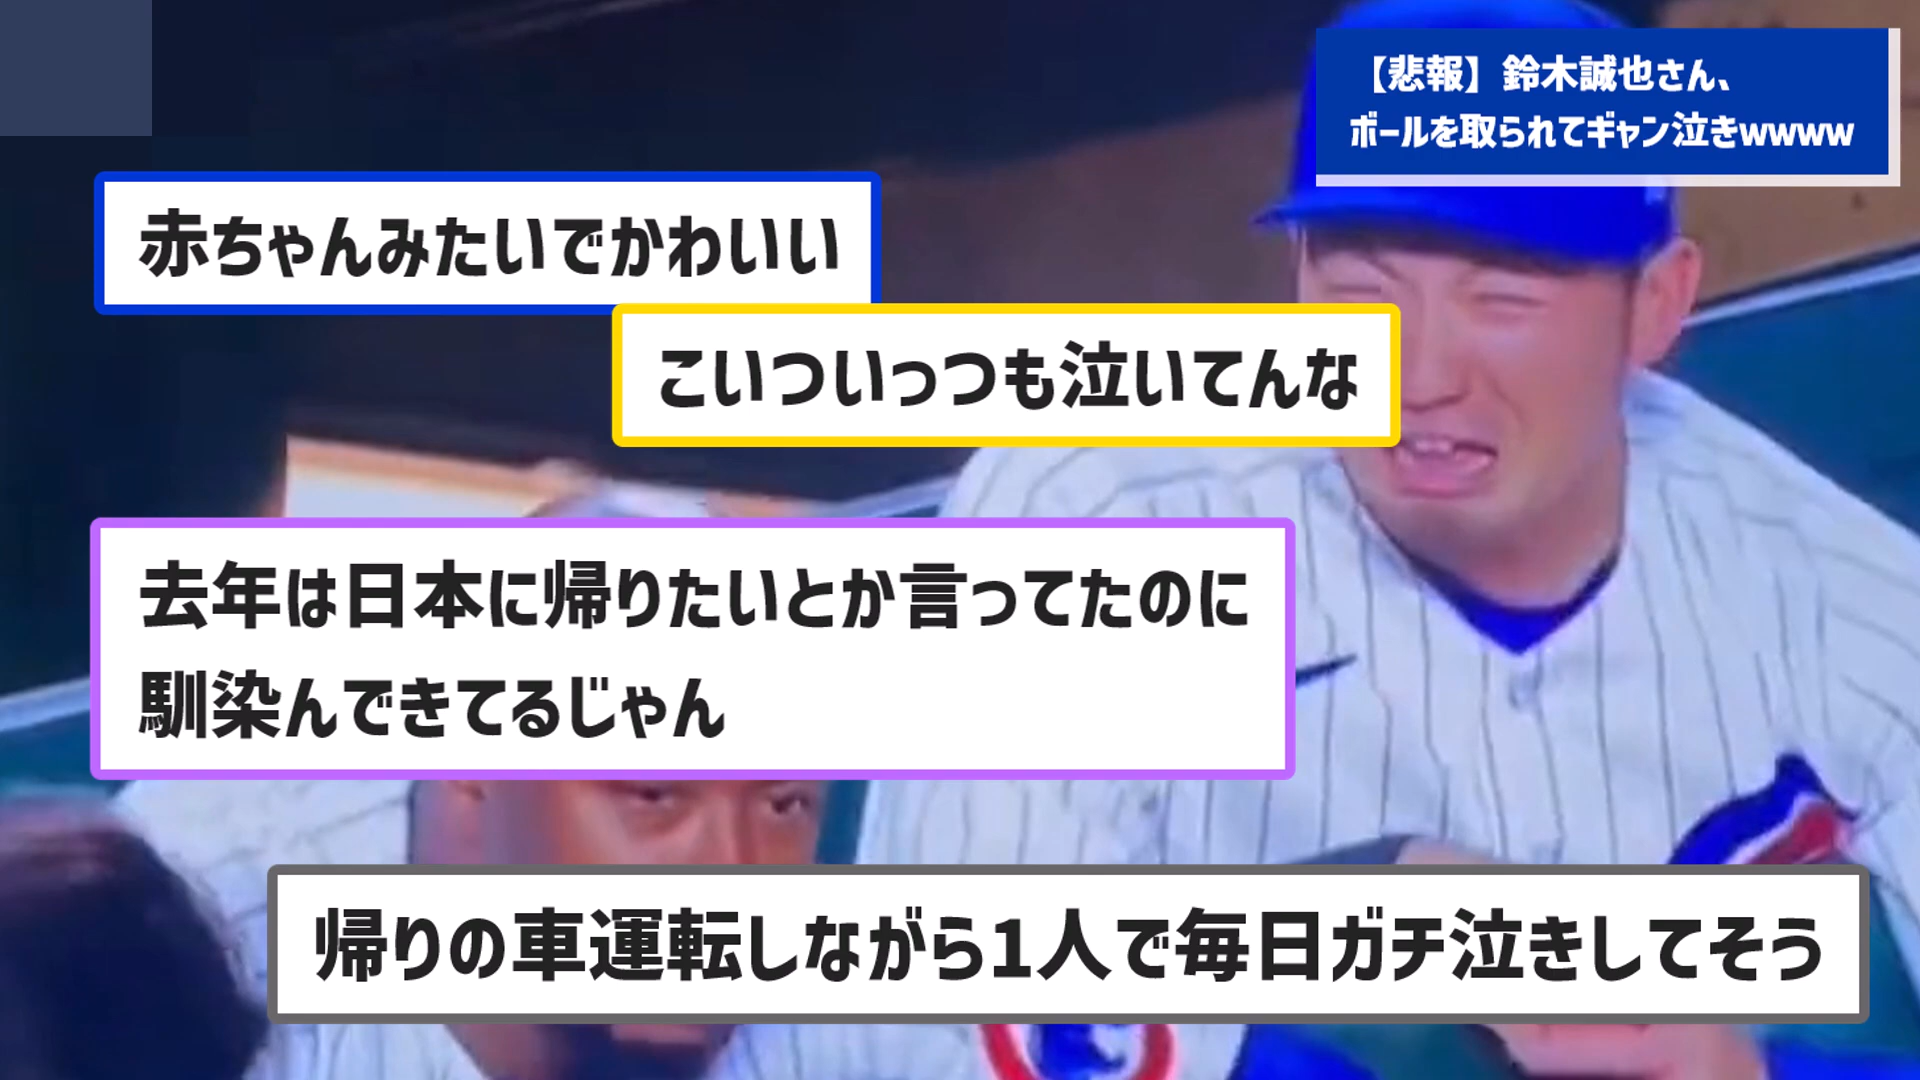 【悲報】鈴木誠也さん、
ボールを取られてギャン泣きwwww
赤ちゃんみたいでかわいい
こいついっつも泣いてんな
去年は日本に帰りたいとか言ってたのに
馴染んできてるじゃん
帰りの車運転しながら1人で毎日ガチ泣きしてそう